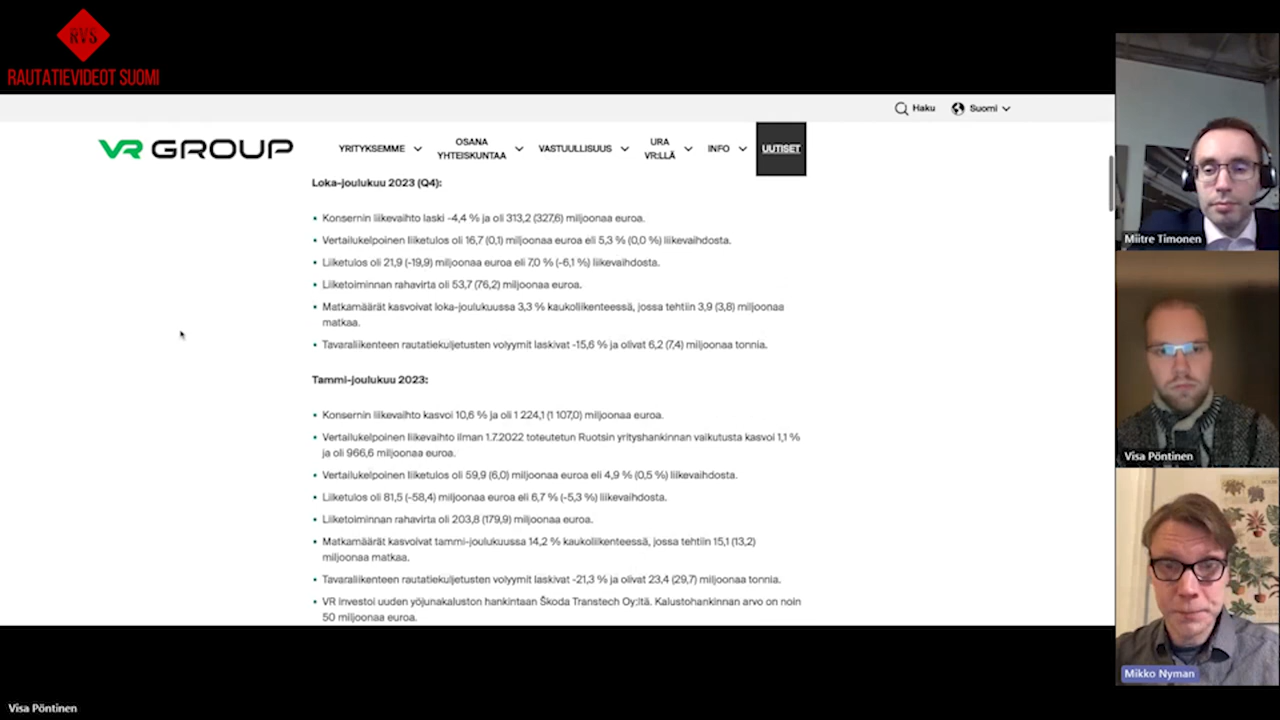 RVS
RAUTATIEVIDEOT SUOMI
Haku
Suomi
VR GROUP
YRITYKSEMME
OSANA
YHTEISKUNTAA
VASTUULLISUUS
URA
VR:LLÄ
INFO
UUTISET
Loka-joulukuu 2023 (Q4):
Konsernin liikevaihto laski -4,4 % ja oli 313,2 (327,6) miljoonaa euroa.
Vertailukelpoinen liiketulos oli 16,7 (0,1) miljoonaa euroa eli 5,3 % (0,0 %) liikevaihdosta.
Liiketulos oli 21,9 (-19,9) miljoonaa euroa eli 7,0 % (-6,1 %) liikevaihdosta.
Liiketoiminnan rahavirta oli 53,7 (76,2) miljoonaa euroa.
Matkamäärät kasvoivat loka-joulukuussa 3,3 % kaukoliikenteessä, jossa tehtiin 3,9 (3,8) miljoonaa
matkaa.
Tavaraliikenteen rautatiekuljetusten volyymit laskivat -15,6 % ja olivat 6,2 (7,4) miljoonaa tonnia.
Tammi-joulukuu 2023:
Konsernin liikevaihto kasvoi 10,6 % ja oli 1 224,1 (1 107,0) miljoonaa euroa.
Vertailukelpoinen liikevaihto ilman 1.7.2022 toteutetun Ruotsin yrityshankinnan vaikutusta kasvoi 1,1 %
ja oli 966,6 miljoonaa euroa.
Vertailukelpoinen liiketulos oli 59,9 (6,0) miljoonaa euroa eli 4,9 % (0,5 %) liikevaihdosta.
Liiketulos oli 81,5 (-58,4) miljoonaa euroa eli 6,7 % (-5,3 %) liikevaihdosta.
Liiketoiminnan rahavirta oli 203,8 (179,9) miljoonaa euroa.
Matkamäärät kasvoivat tammi-joulukuussa 14,2 % kaukoliikenteessä, jossa tehtiin 15,1 (13,2)
miljoonaa matkaa.
Tavaraliikenteen rautatiekuljetusten volyymit laskivat -21,3 % ja olivat 23,4 (29,7) miljoonaa tonnia.
VR investoi uuden yöjunakaluston hankintaan Škoda Transtech Oy:ltä. Kalustohankinnan arvo on noin
50 miljoonaa euroa.
Miitre Timonen
Visa Pöntinen
Mikko Nyman
Visa Pöntinen